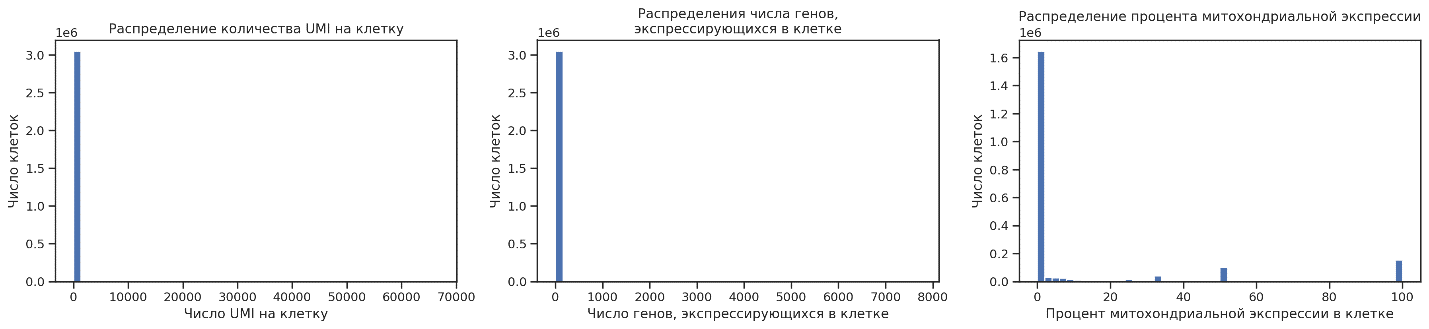 Распределение количества UMI на клетку
1e6
3.0
2.5
2.0
1.5
1.0
0.5
0.0
Число клеток
0 10000 20000 30000 40000 50000 60000 70000
Число UMI на клетку
Распределения числа генов,
экспрессирующихся в клетке
1e6
3.0
2.5
2.0
1.5
1.0
0.5
0.0
Число клеток
0 1000 2000 3000 4000 5000 6000 7000 8000
Число генов, экспрессирующихся в клетке
Распределение процента митохондриальной экспрессии
1e6
1.6
1.4
1.2
1.0
0.8
0.6
0.4
0.2
0.0
Число клеток
0 20 40 60 80 100
Процент митохондриальной экспрессии в клетке